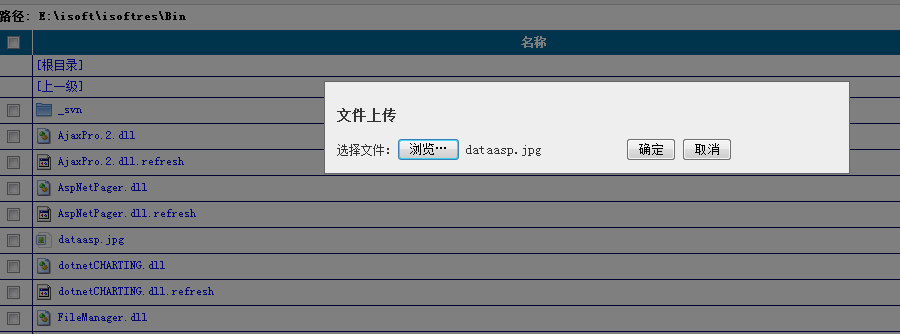 路径: E:\isoft\isoftres\Bin
名称
[根目录]
[上一级]
_svn
AjaxPro.2.dll
AjaxPro.2.dll.refresh
AspNetPager.dll
AspNetPager.dll.refresh
dataasp.jpg
dotnetCHARTING.dll
dotnetCHARTING.dll.refresh
FileManager.dll
文件上传
选择文件: 浏览… dataasp.jpg 确定 取消